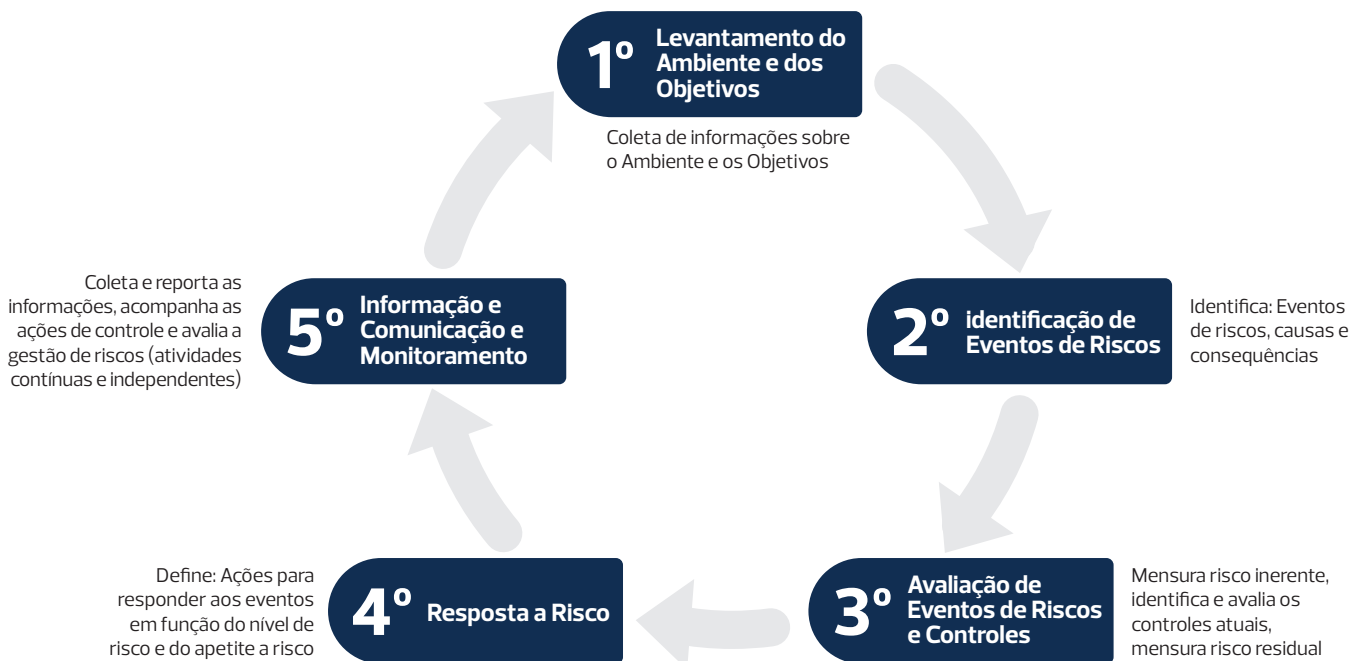 1º
Levantamento do
Ambiente e dos
Objetivos
Coleta de informações sobre
o Ambiente e os Objetivos
2º
identificação de
Eventos de Riscos
Identifica: Eventos
de riscos, causas e
consequências
3º
Avaliação de
Eventos de Riscos
e Controles
Mensura risco inerente,
identifica e avalia os
controles atuais,
mensura risco residual
4º
Resposta a Risco
Define: Ações para
responder aos eventos
em função do nível de
risco e do apetite a risco
5º
Informação e
Comunicação e
Monitoramento
Coleta e reporta as
informações, acompanha as
ações de controle e avalia a
gestão de riscos (atividades
contínuas e independentes)